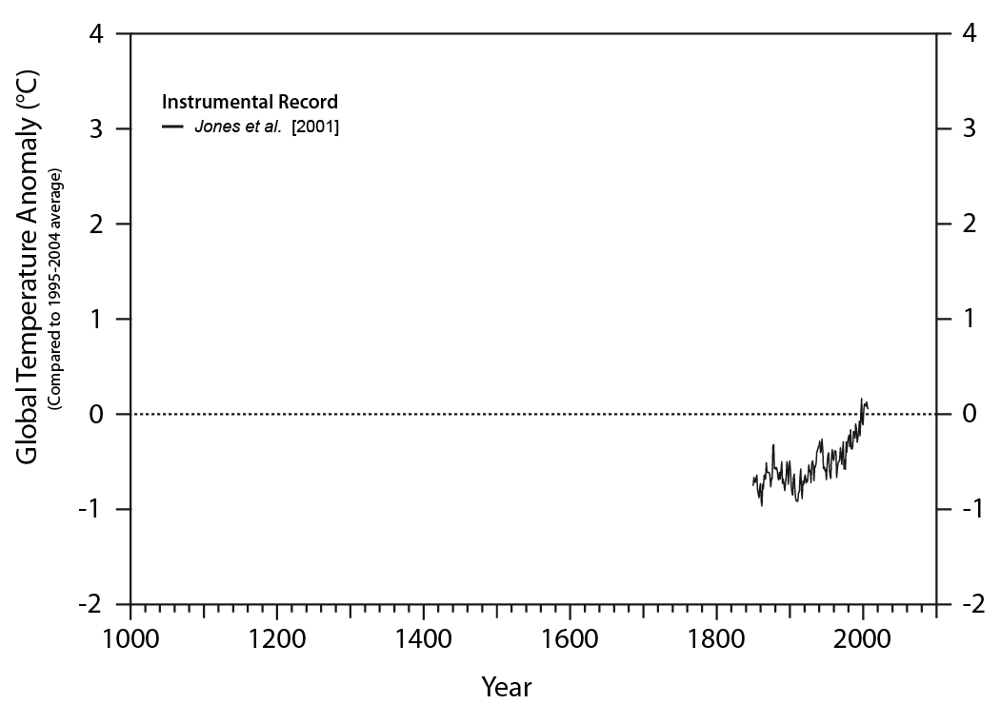 Global Temperature Anomaly (°C)
(Compared to 1995-2004 average)
4
3
2
1
0
-1
-2
Instrumental Record
Jones et al. [2001]
4
3
2
1
0
-1
-2
1000 1200 1400 1600 1800 2000
Year